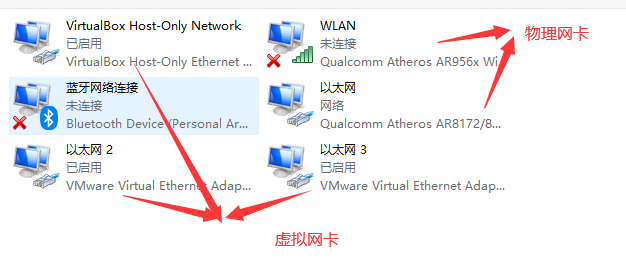 VirtualBox Host-Only Network
已启用
VirtualBox Host-Only Ethernet ...
WLAN
未连接
Qualcomm Atheros AR956x Wi...
物理网卡
蓝牙网络连接
未连接
Bluetooth Device (Personal Ar...
以太网
网络
Qualcomm Atheros AR8172/8...
以太网 2
已启用
VMware Virtual Ethernet Adap...
以太网 3
已启用
VMware Virtual Ethernet Adap...
虚拟网卡